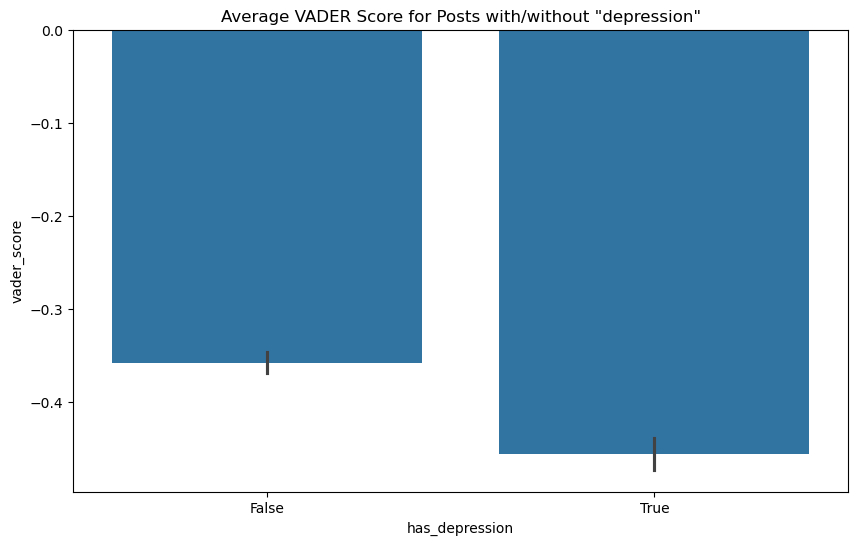 Average VADER Score for Posts with/without "depression"
0.0
−0.1
−0.2
−0.3
−0.4
vader_score
False
True
has_depression